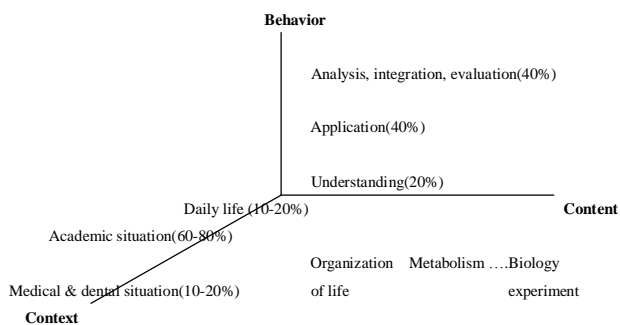 Behavior
Analysis, integration, evaluation(40%)
Application(40%)
Understanding(20%)
Daily life (10-20%)
Content
Academic situation(60-80%)
Organization Metabolism ….Biology
of life experiment
Medical & dental situation(10-20%)
Context